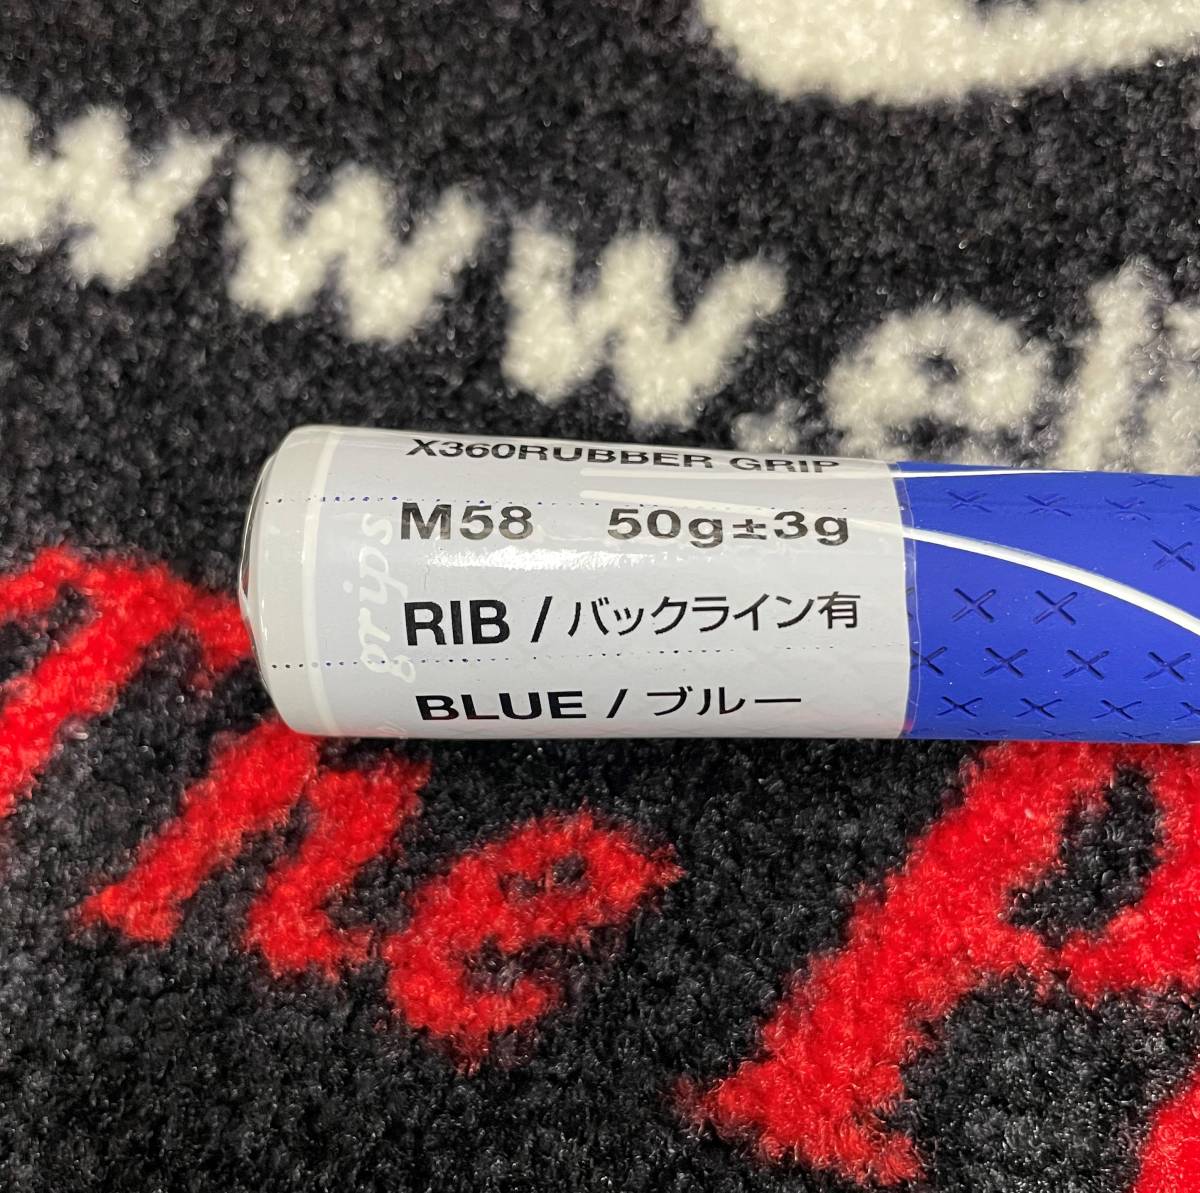 www.el
X360RUBBER GRIP
M58 50g±3g
RIB / バックライン有
BLUE / ブルー
grips
The